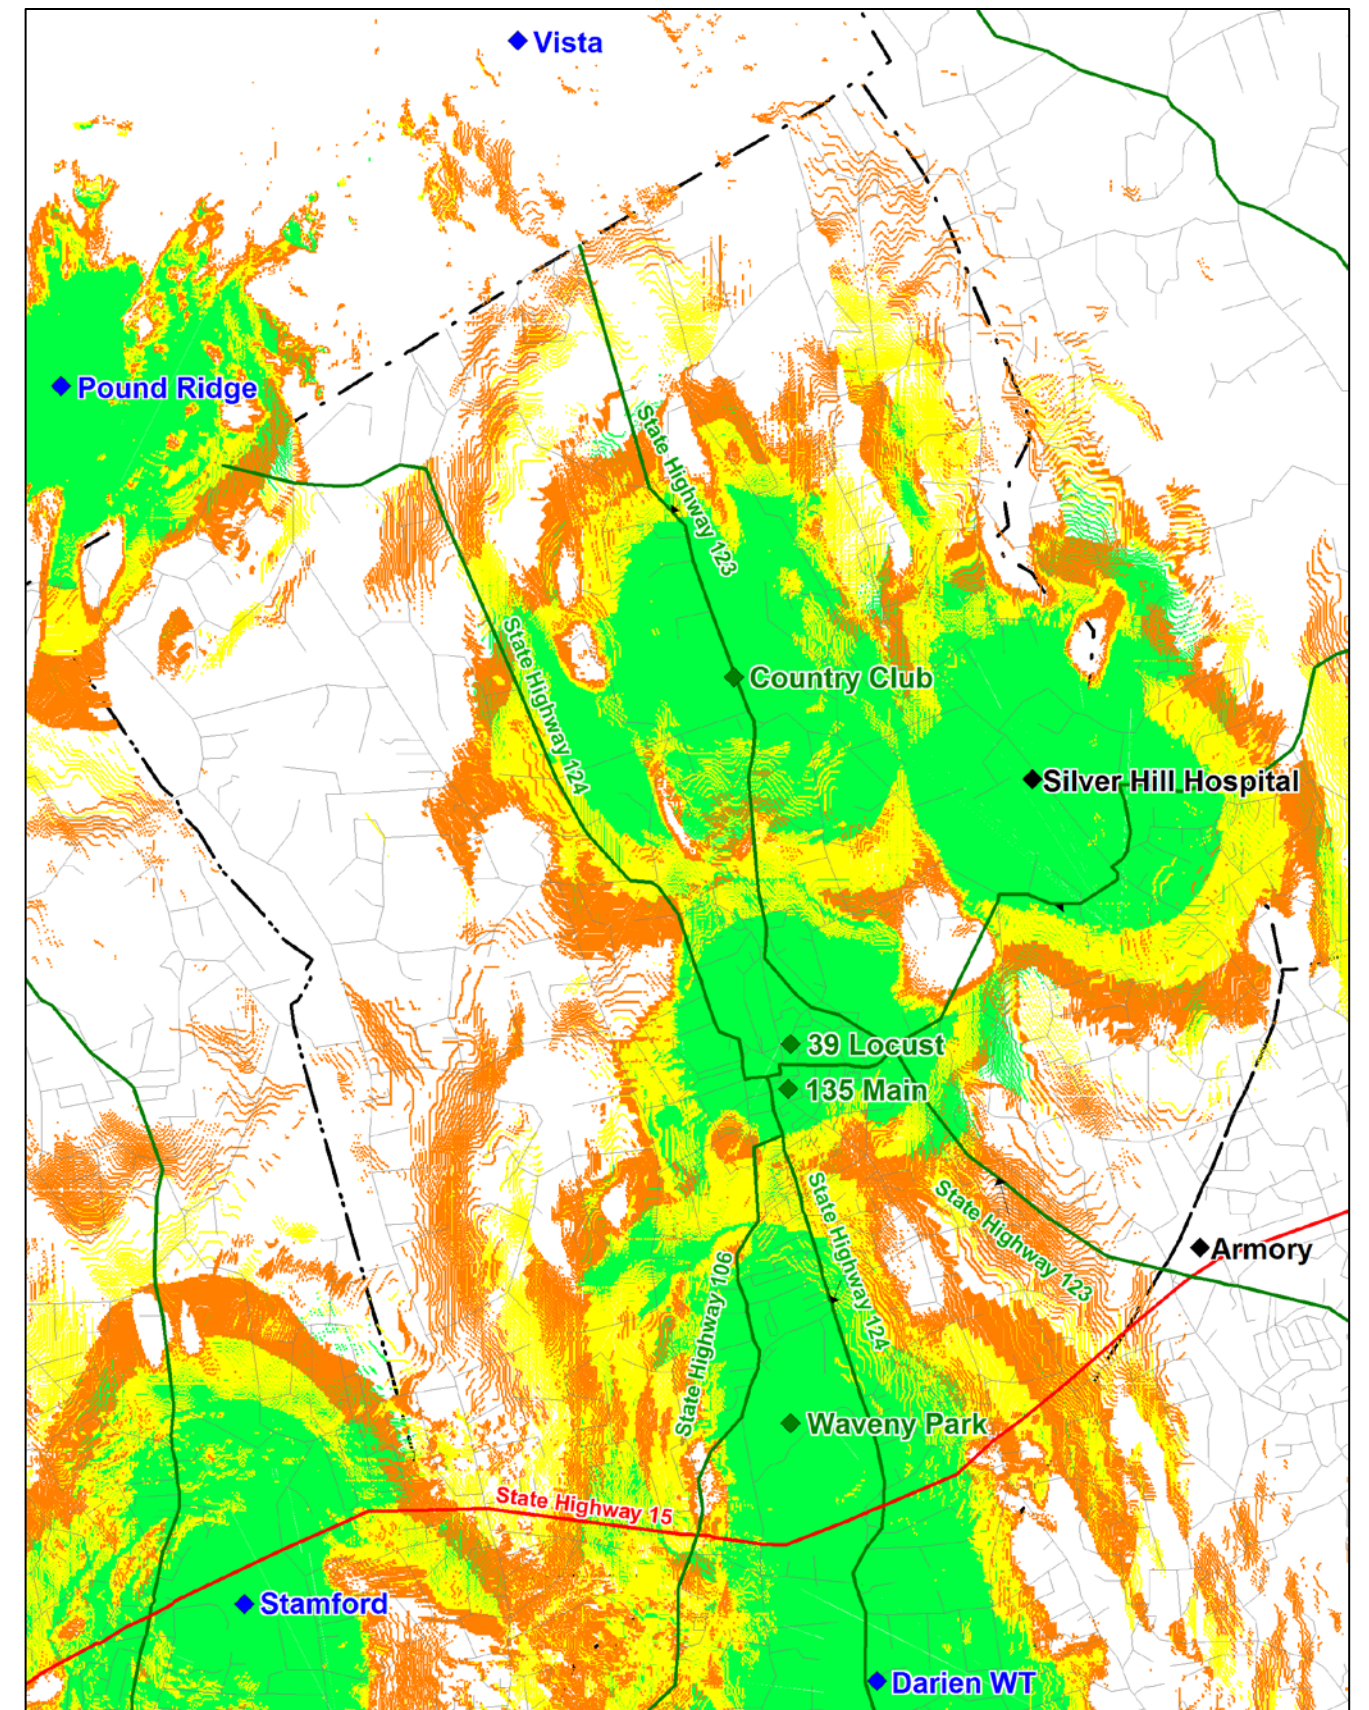 Vista
Pound Ridge
State Highway 123
State Highway 124
Country Club
Silver Hill Hospital
39 Locust
135 Main
State Highway 124
State Highway 123
State Highway 106
Armory
Waveny Park
State Highway 15
Stamford
Darien WT